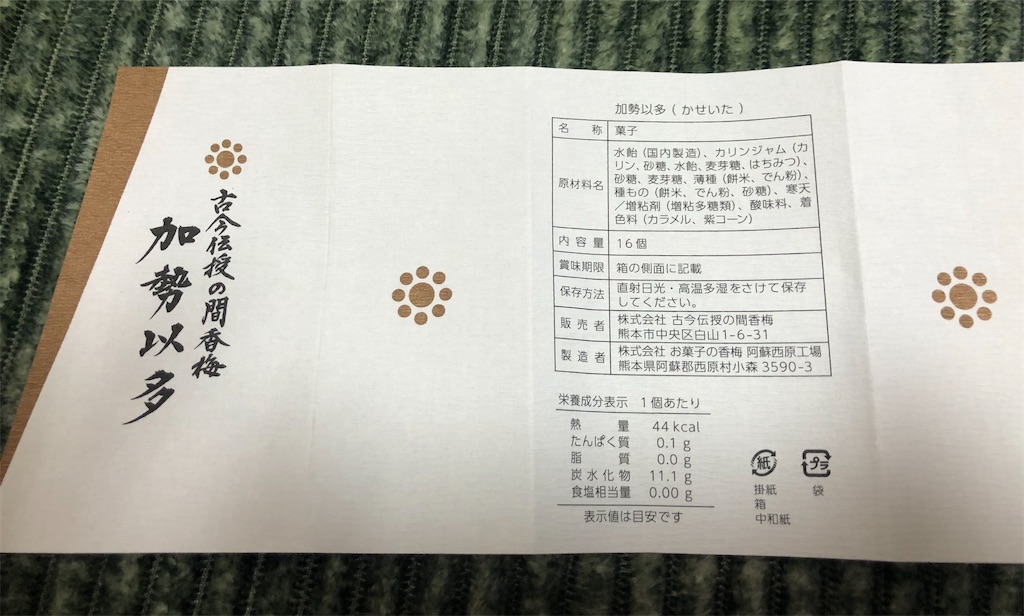 古今伝授の間香梅
加勢以多
加勢以多（かせいた）
名称 菓子
原材料名 水飴（国内製造）、カリンジャム（カ
リン、砂糖、水飴、麦芽糖、はちみつ）、
砂糖、麦芽糖、薄種（餅米、でん粉）、
種もの（餅米、でん粉、砂糖）、寒天
／増粘剤（増粘多糖類）、酸味料、着
色料（カラメル、紫コーン）
内容量 16個
賞味期限 箱の側面に記載
保存方法 直射日光・高温多湿をさけて保存
してください。
販売者 株式会社 古今伝授の間香梅
熊本市中央区白山1-6-31
製造者 株式会社 お菓子の香梅 阿蘇西原工場
熊本県阿蘇郡西原村小森 3590-3
栄養成分表示 1個あたり
熱量 44kcal
たんぱく質 0.1g
脂質 0.0g
炭水化物 11.1g
食塩相当量 0.00g
表示値は目安です
紙
掛紙
箱
中和紙
プラ
袋